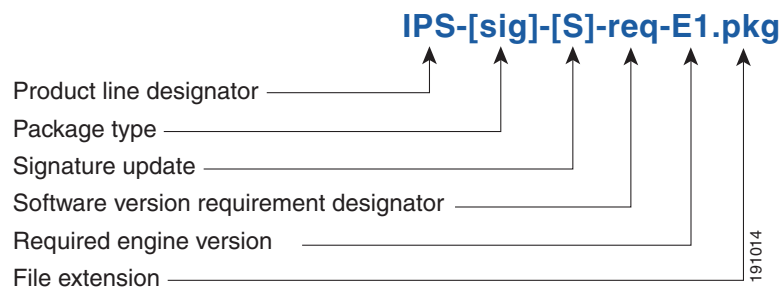 IPS-[sig]-[S]-req-E1.pkg
Product line designator
Package type
Signature update
Software version requirement designator
Required engine version
File extension
191014